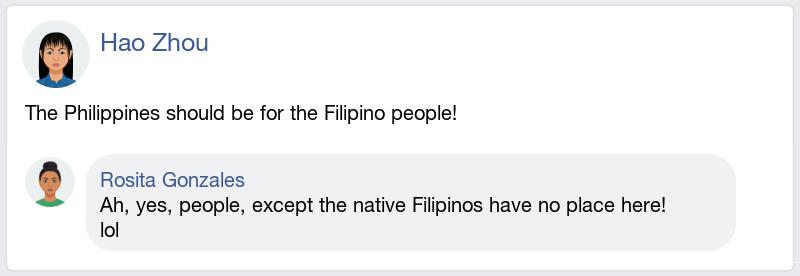 Hao Zhou
The Philippines should be for the Filipino people!
Rosita Gonzales
Ah, yes, people, except the native Filipinos have no place here!
lol